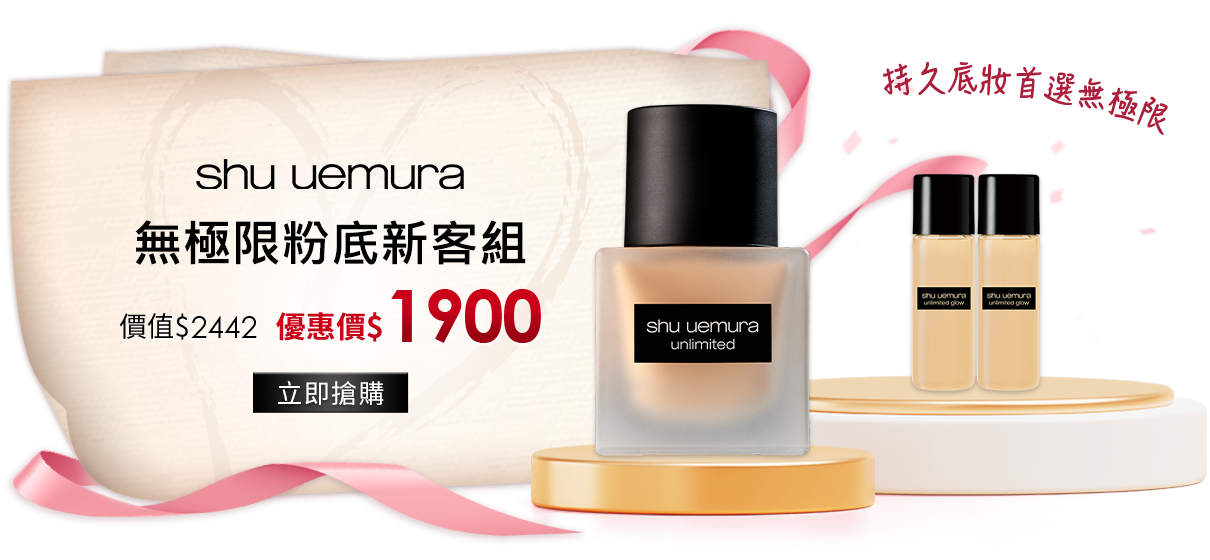 shu uemura
無極限粉底新客組
價值$2442 優惠價$1900
立即搶購
持久底妝首選無極限
shu uemura
unlimited
shu uemura
unlimited glow
shu uemura
unlimited glow